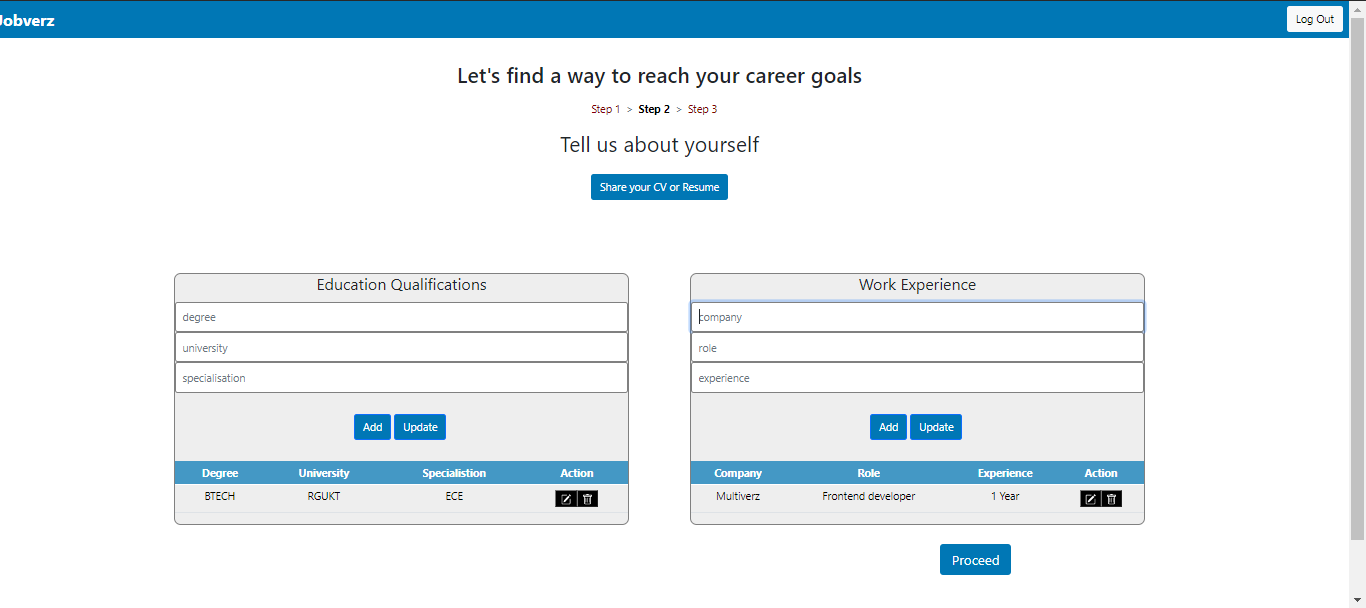 Jobverz
Log Out
Let's find a way to reach your career goals
Step 1 > Step 2 > Step 3
Tell us about yourself
Share your CV or Resume
Education Qualifications
degree
university
specialisation
Add Update
Degree University Specialistion Action
BTECH RGUKT ECE
Work Experience
company
role
experience
Add Update
Company Role Experience Action
Multiverz Frontend developer 1 Year
Proceed